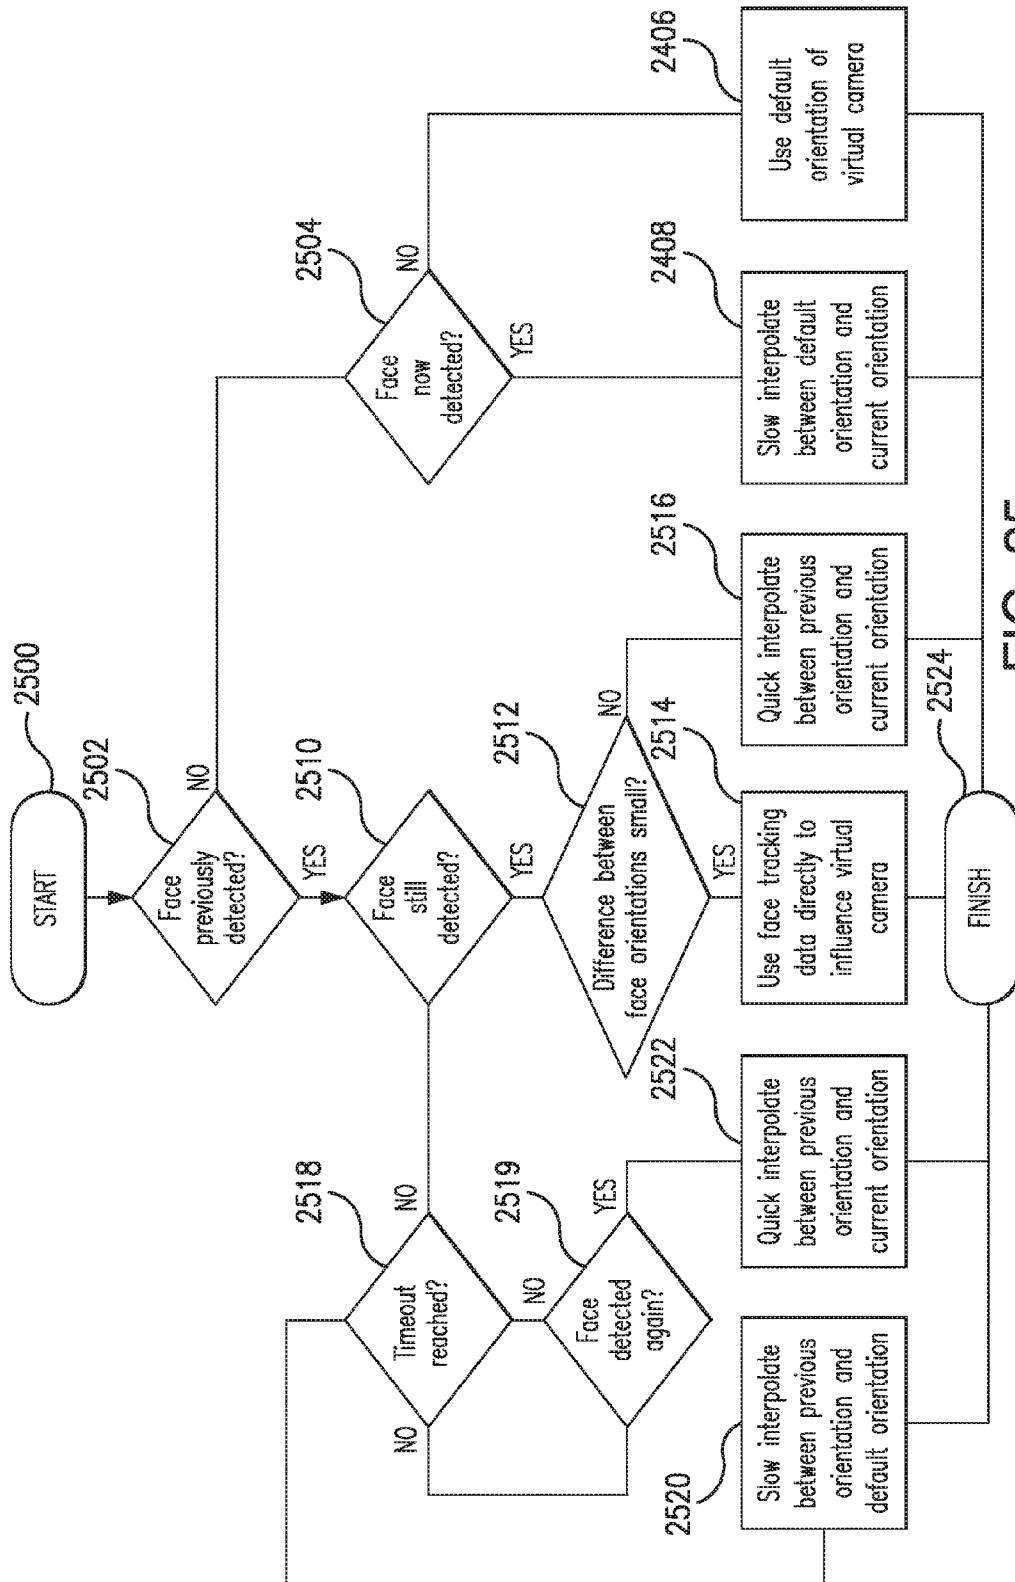 START
2500
Face
previously
detected?
2502
NO
YES
Face
still
detected?
2510
NO
YES
Face
now
detected?
2504
NO
YES
Timeout
reached?
2518
NO
NO
Face
detected
again?
2519
YES
Difference between
face orientations small?
2512
NO
YES
Slow interpolate
between previous
orientation and
default orientation
2520
Quick interpolate
between previous
orientation and
current orientation
2522
Use face tracking
data directly to
influence virtual
camera
2514
Quick interpolate
between previous
orientation and
current orientation
2516
Slow interpolate
between default
orientation and
current orientation
2408
Use default
orientation of
virtual camera
2406
FINISH
2524
FIG.